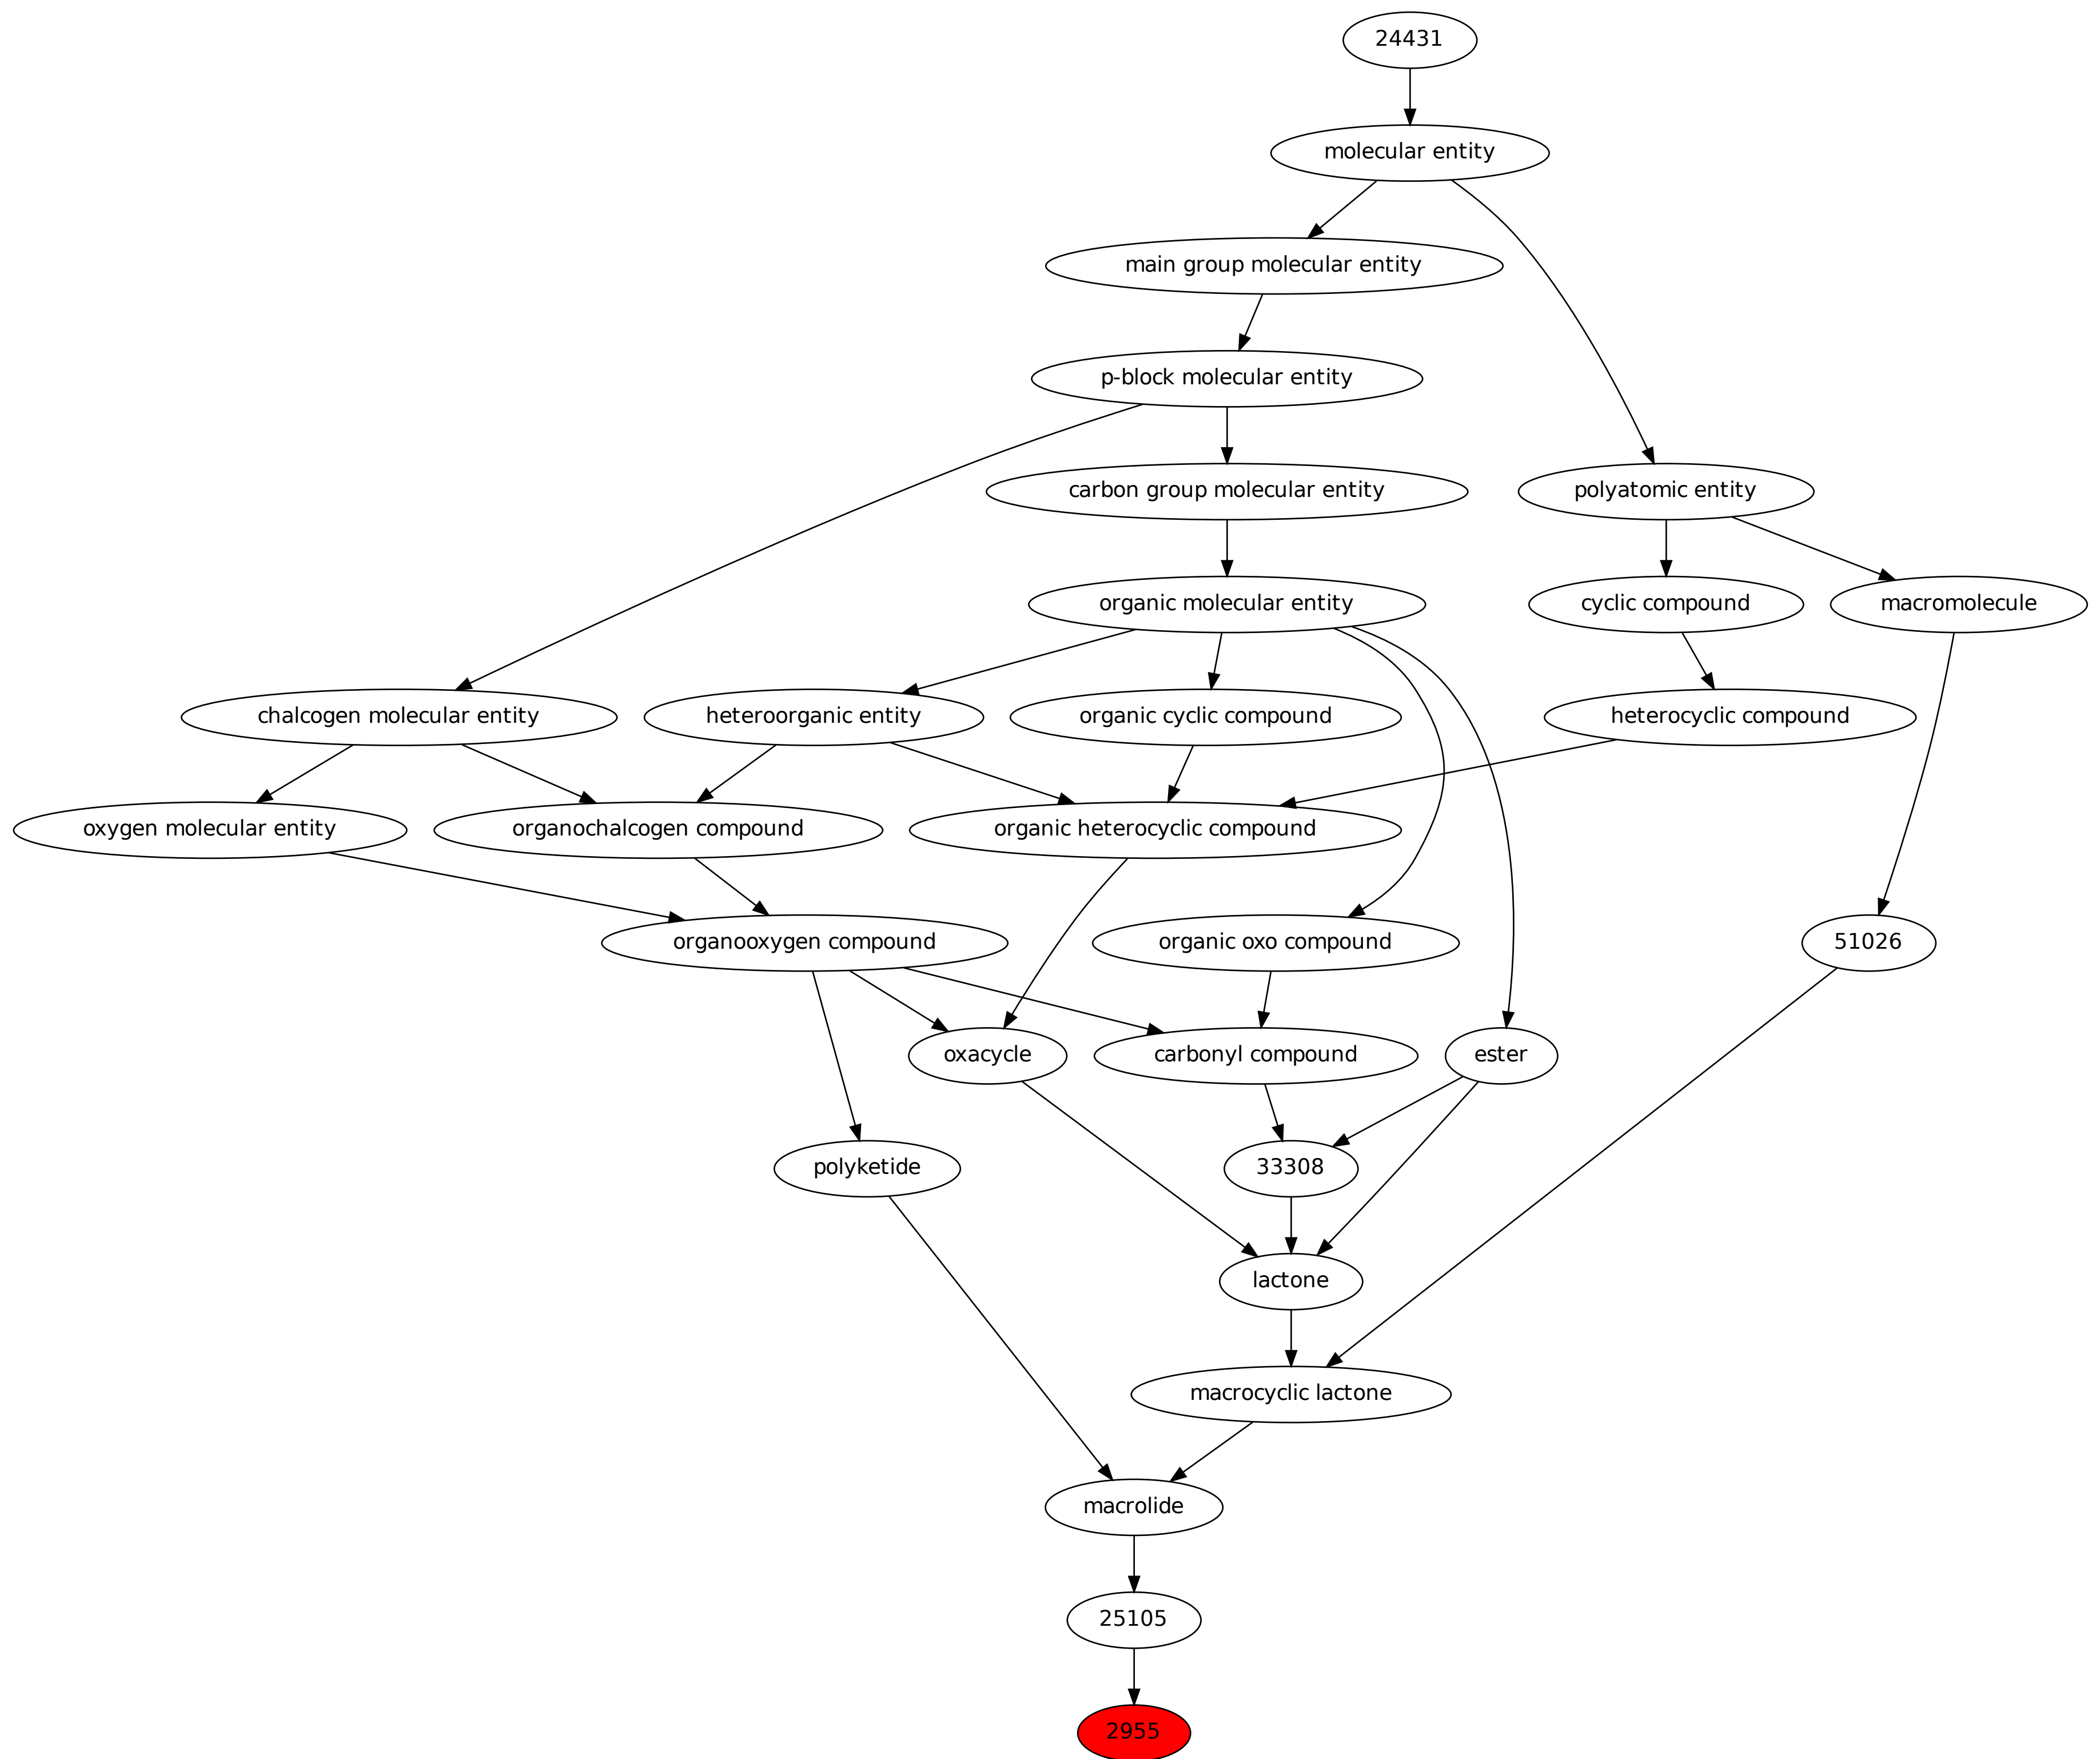 24431
molecular entity
main group molecular entity
p-block molecular entity
carbon group molecular entity
polyatomic entity
organic molecular entity
cyclic compound
macromolecule
chalcogen molecular entity
heteroorganic entity
organic cyclic compound
heterocyclic compound
oxygen molecular entity
organochalcogen compound
organic heterocyclic compound
organooxygen compound
organic oxo compound
51026
oxacycle
carbonyl compound
ester
polyketide
33308
lactone
macrocyclic lactone
macrolide
25105
2955